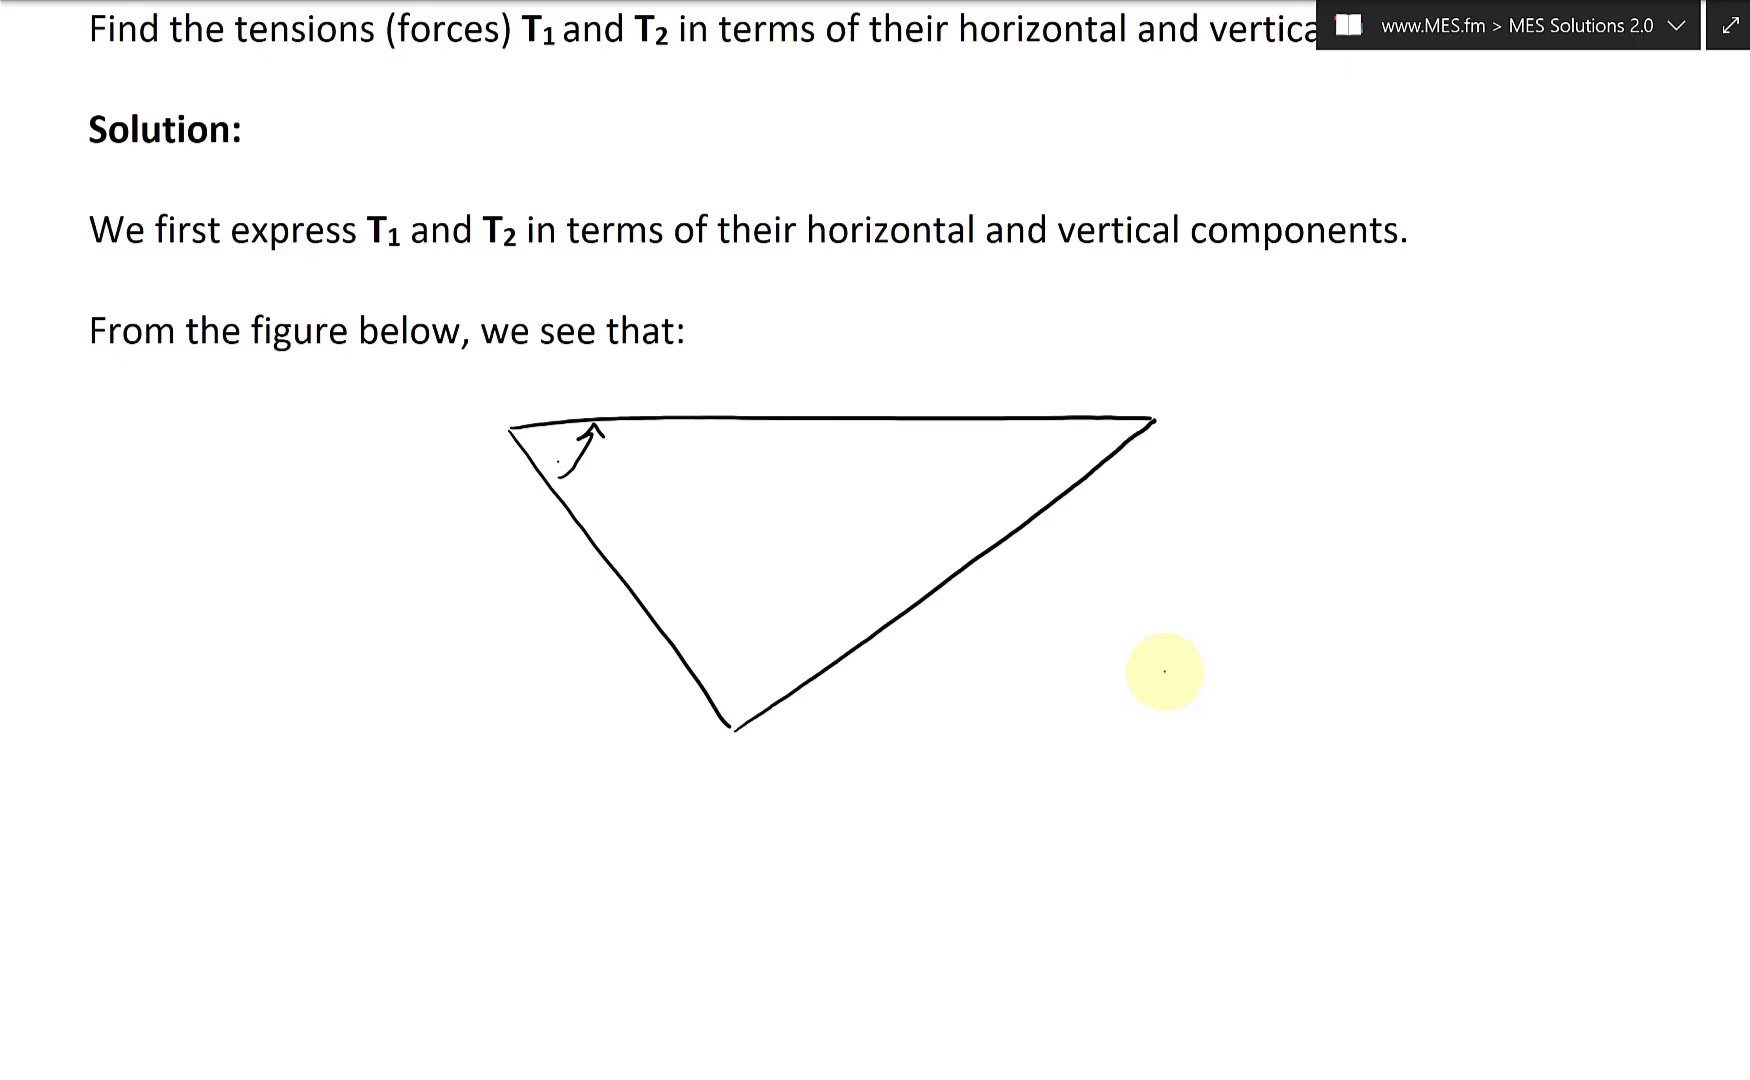 Find the tensions (forces) T₁ and T₂ in terms of their horizontal and
www.MES.fm > MES Solutions 2.0
Solution:
We first express T₁ and T₂ in terms of their horizontal and vertical components.
From the figure below, we see that: